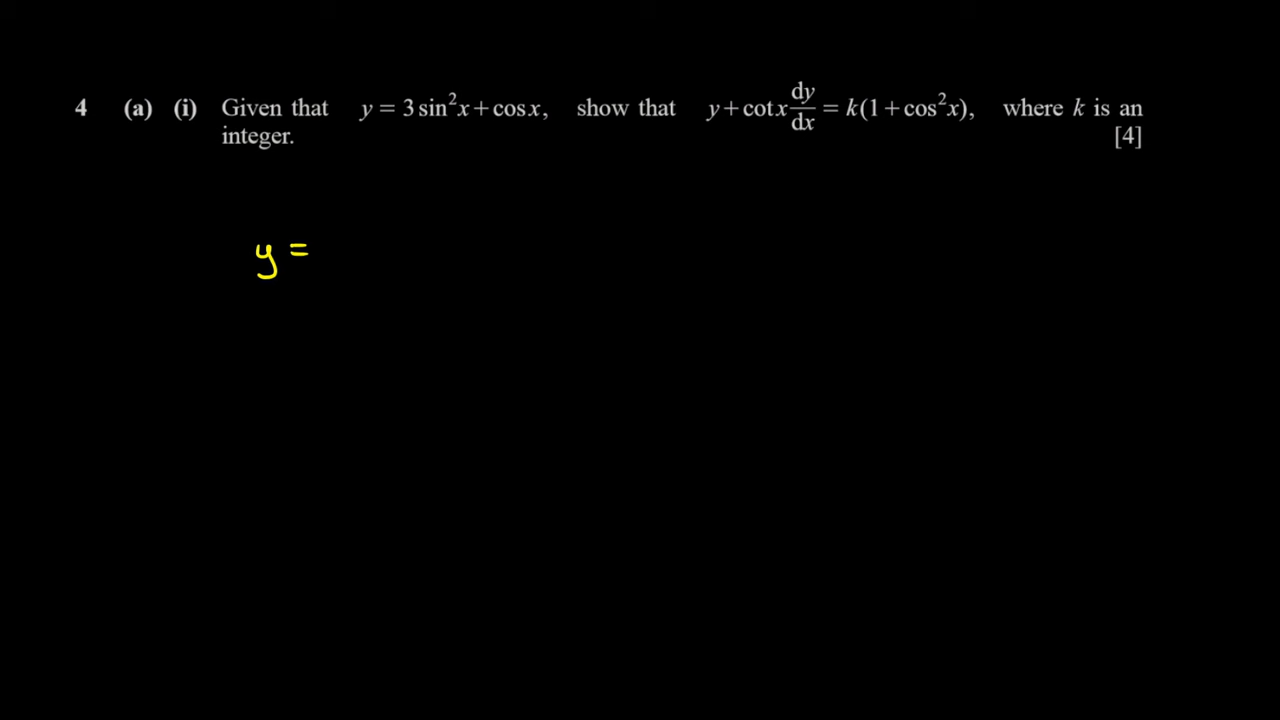 4 (a) (i) Given that y = 3 sin²x + cos x, show that y + cot x dy/dx = k(1 + cos²x), where k is an
integer. [4]
y =